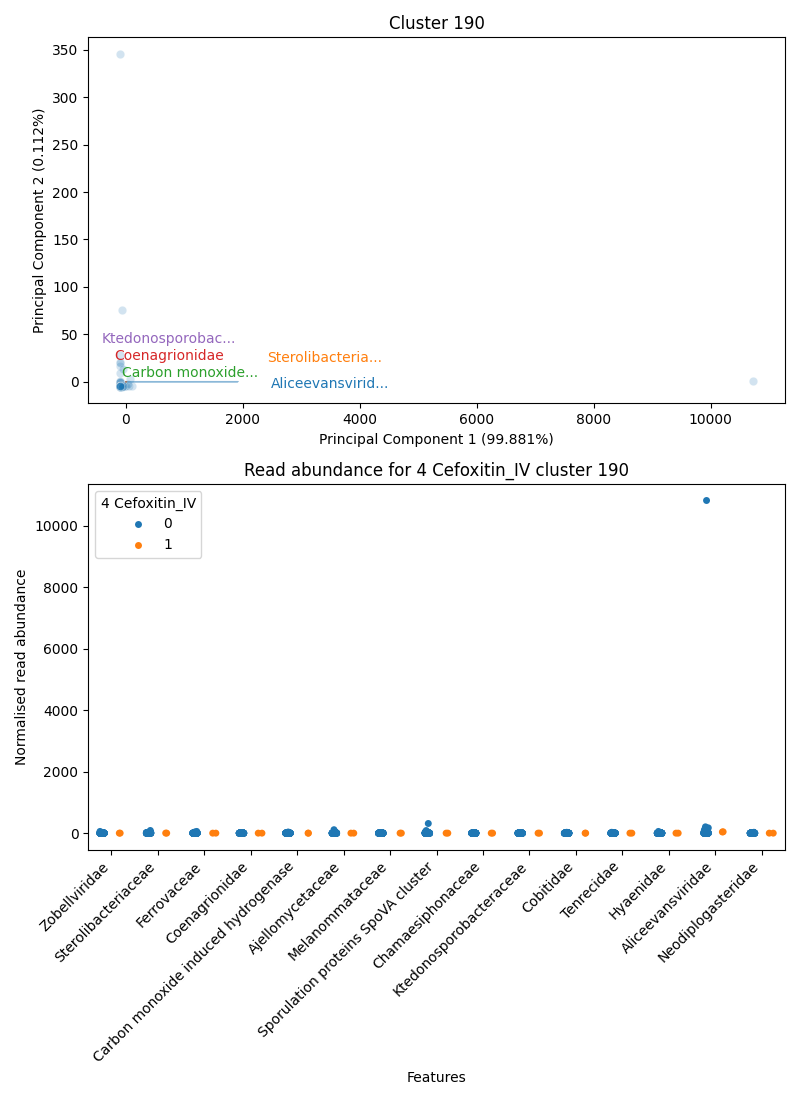 Cluster 190
350
300
250
200
150
100
50
0
Principal Component 2 (0.112%)
Ktedonosporobac...
Coenagrionidae
Sterolibacteria...
Carbon monoxide...
Aliceevansvirid...
0
2000
4000
6000
8000
10000
Principal Component 1 (99.881%)
Read abundance for 4 Cefoxitin_IV cluster 190
4 Cefoxitin_IV
0
1
10000
8000
6000
4000
2000
0
Normalised read abundance
Zobellviridae
Sterolibacteriaceae
Ferrovaceae
Coenagrionidae
Carbon monoxide induced hydrogenase
Ajellomycetaceae
Melanommataceae
Sporulation proteins SpoVA cluster
Chamaesiphonaceae
Ktedonosporobacteraceae
Cobitidae
Tenrecidae
Hyaenidae
Aliceevansviridae
Neodiplogasteridae
Features